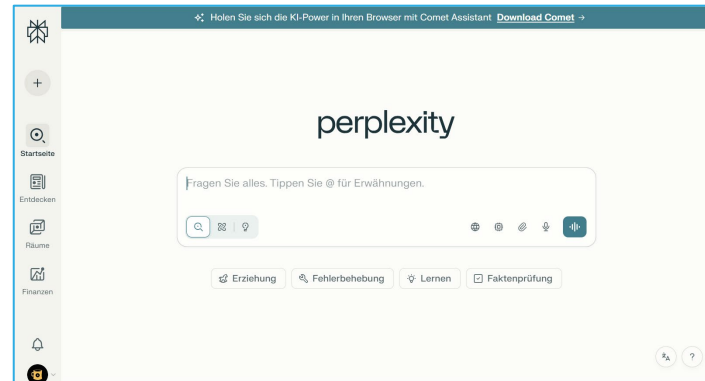 Holen Sie sich die KI-Power in Ihren Browser mit Comet Assistant Download Comet →
Startseite
Entdecken
Räume
Finanzen
perplexity
Fragen Sie alles. Tippen Sie @ für Erwähnungen.
Erziehung Fehlerbehebung Lernen Faktenprüfung
?